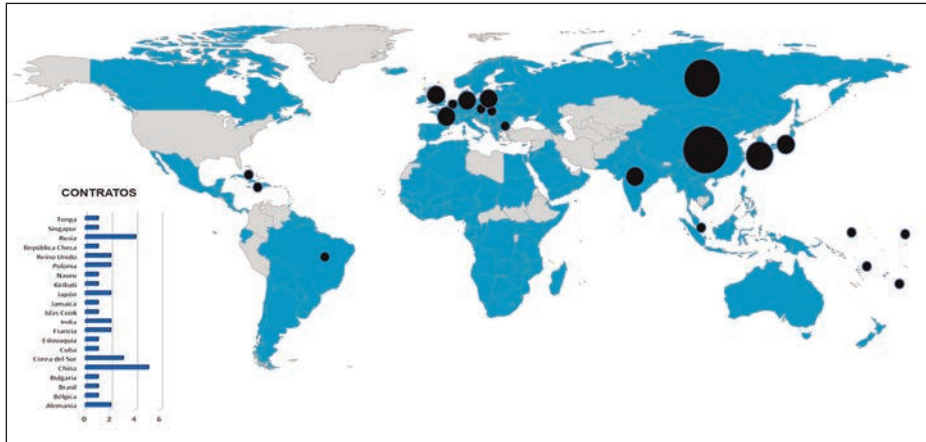 CONTRATOS
Tonga
Singapur
Rusia
República Checa
Reino Unido
Polonia
Nauru
Kiribati
Japón
Jamaica
Islas Cook
India
Francia
Eslovaquia
Cuba
Corea del Sur
China
Bulgaria
Brasil
Bélgica
Alemania
0 2 4 6